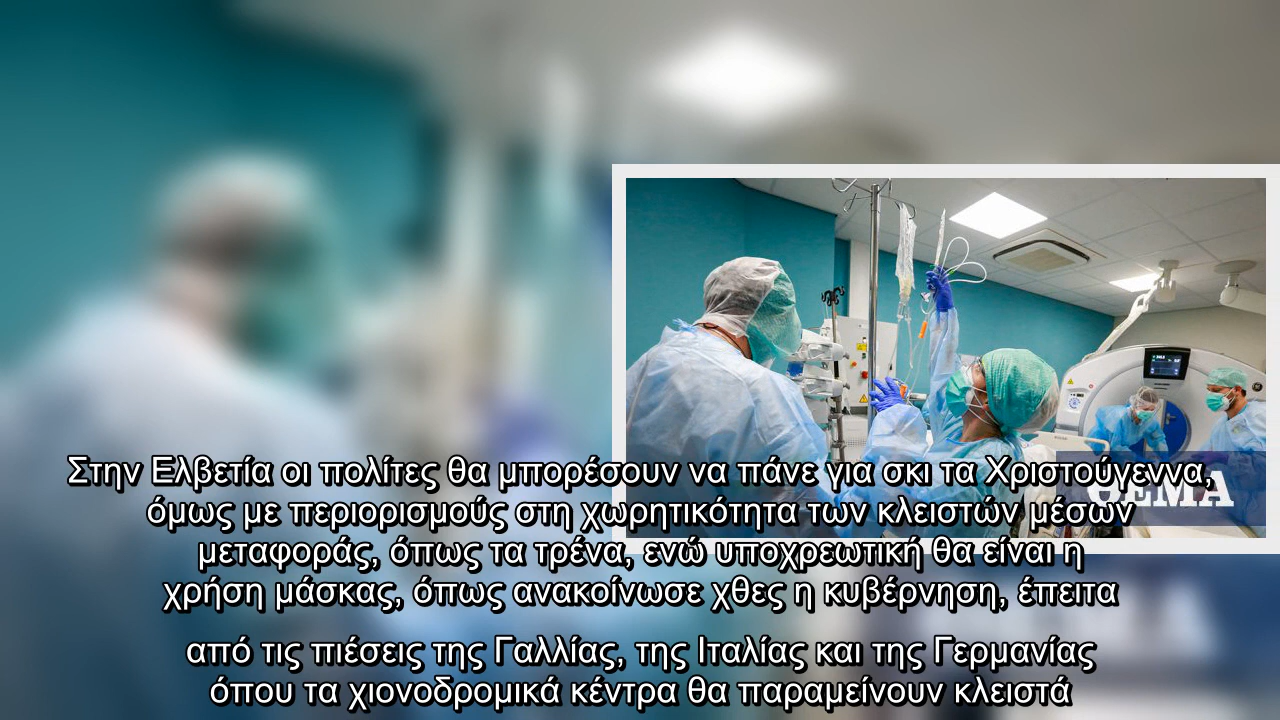 Στην Ελβετία οι πολίτες θα μπορέσουν να πάνε για σκι τα Χριστούγεννα,
όμως με περιορισμούς στη χωρητικότητα των κλειστών μέσων
μεταφοράς, όπως τα τρένα, ενώ υποχρεωτική θα είναι η
χρήση μάσκας, όπως ανακοίνωσε χθες η κυβέρνηση, έπειτα
από τις πιέσεις της Γαλλίας, της Ιταλίας και της Γερμανίας
όπου τα χιονοδρομικά κέντρα θα παραμείνουν κλειστά
ΘΕΜΑ